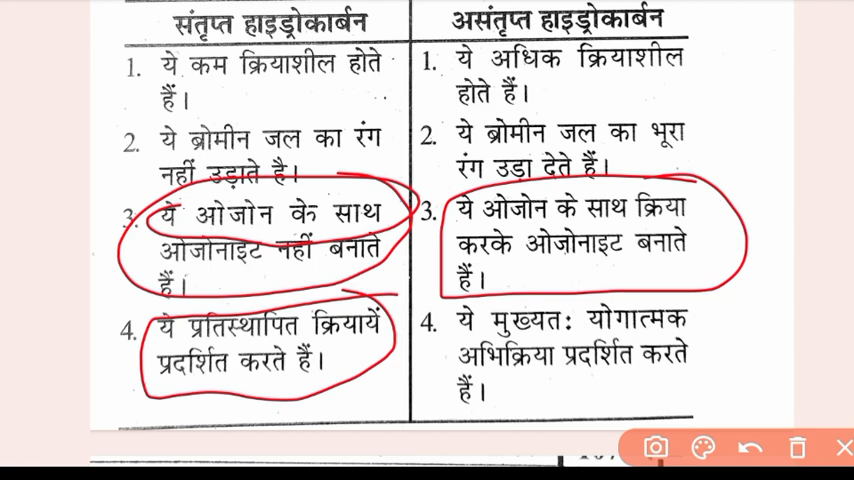 संतृप्त हाइड्रोकार्बन
1. ये कम क्रियाशील होते
हैं।
2. ये ब्रोमीन जल का रंग
नहीं उड़ाते है।
3. ये ओजोन के साथ
ओजोनाइट नहीं बनाते
हैं।
4. ये प्रतिस्थापित क्रियायें
प्रदर्शित करते हैं।
असंतृप्त हाइड्रोकार्बन
1. ये अधिक क्रियाशील
होते हैं।
2. ये ब्रोमीन जल का भूरा
रंग उड़ा देते हैं।
3. ये ओजोन के साथ क्रिया
करके ओजोनाइट बनाते
हैं।
4. ये मुख्यत: योगात्मक
अभिक्रिया प्रदर्शित करते
हैं।